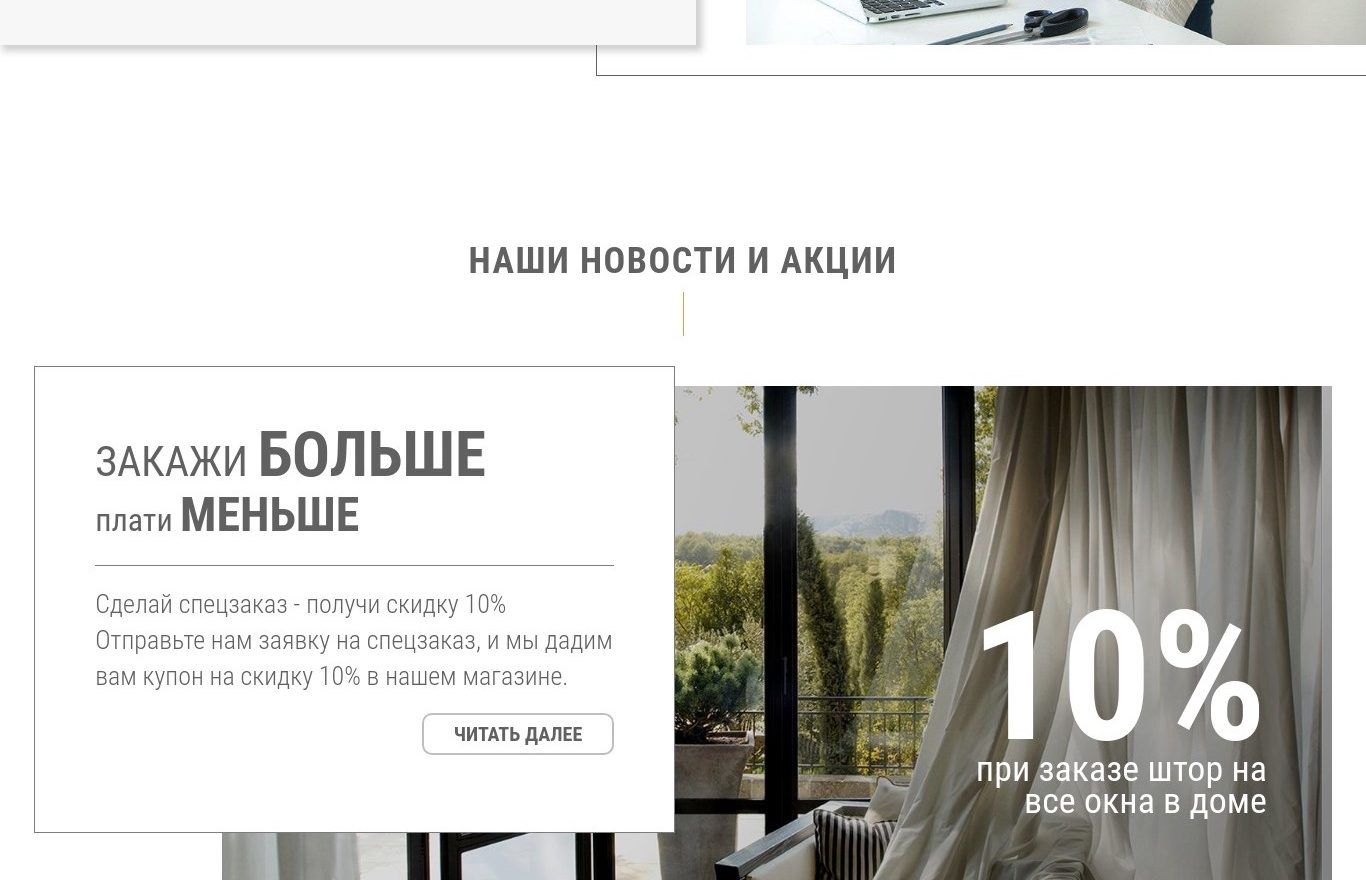 НАШИ НОВОСТИ И АКЦИИ
ЗАКАЖИ БОЛЬШЕ
плати МЕНЬШЕ
Сделай спецзаказ - получи скидку 10%
Отправьте нам заявку на спецзаказ, и мы дадим
вам купон на скидку 10% в нашем магазине.
ЧИТАТЬ ДАЛЕЕ
10%
при заказе штор на
все окна в доме